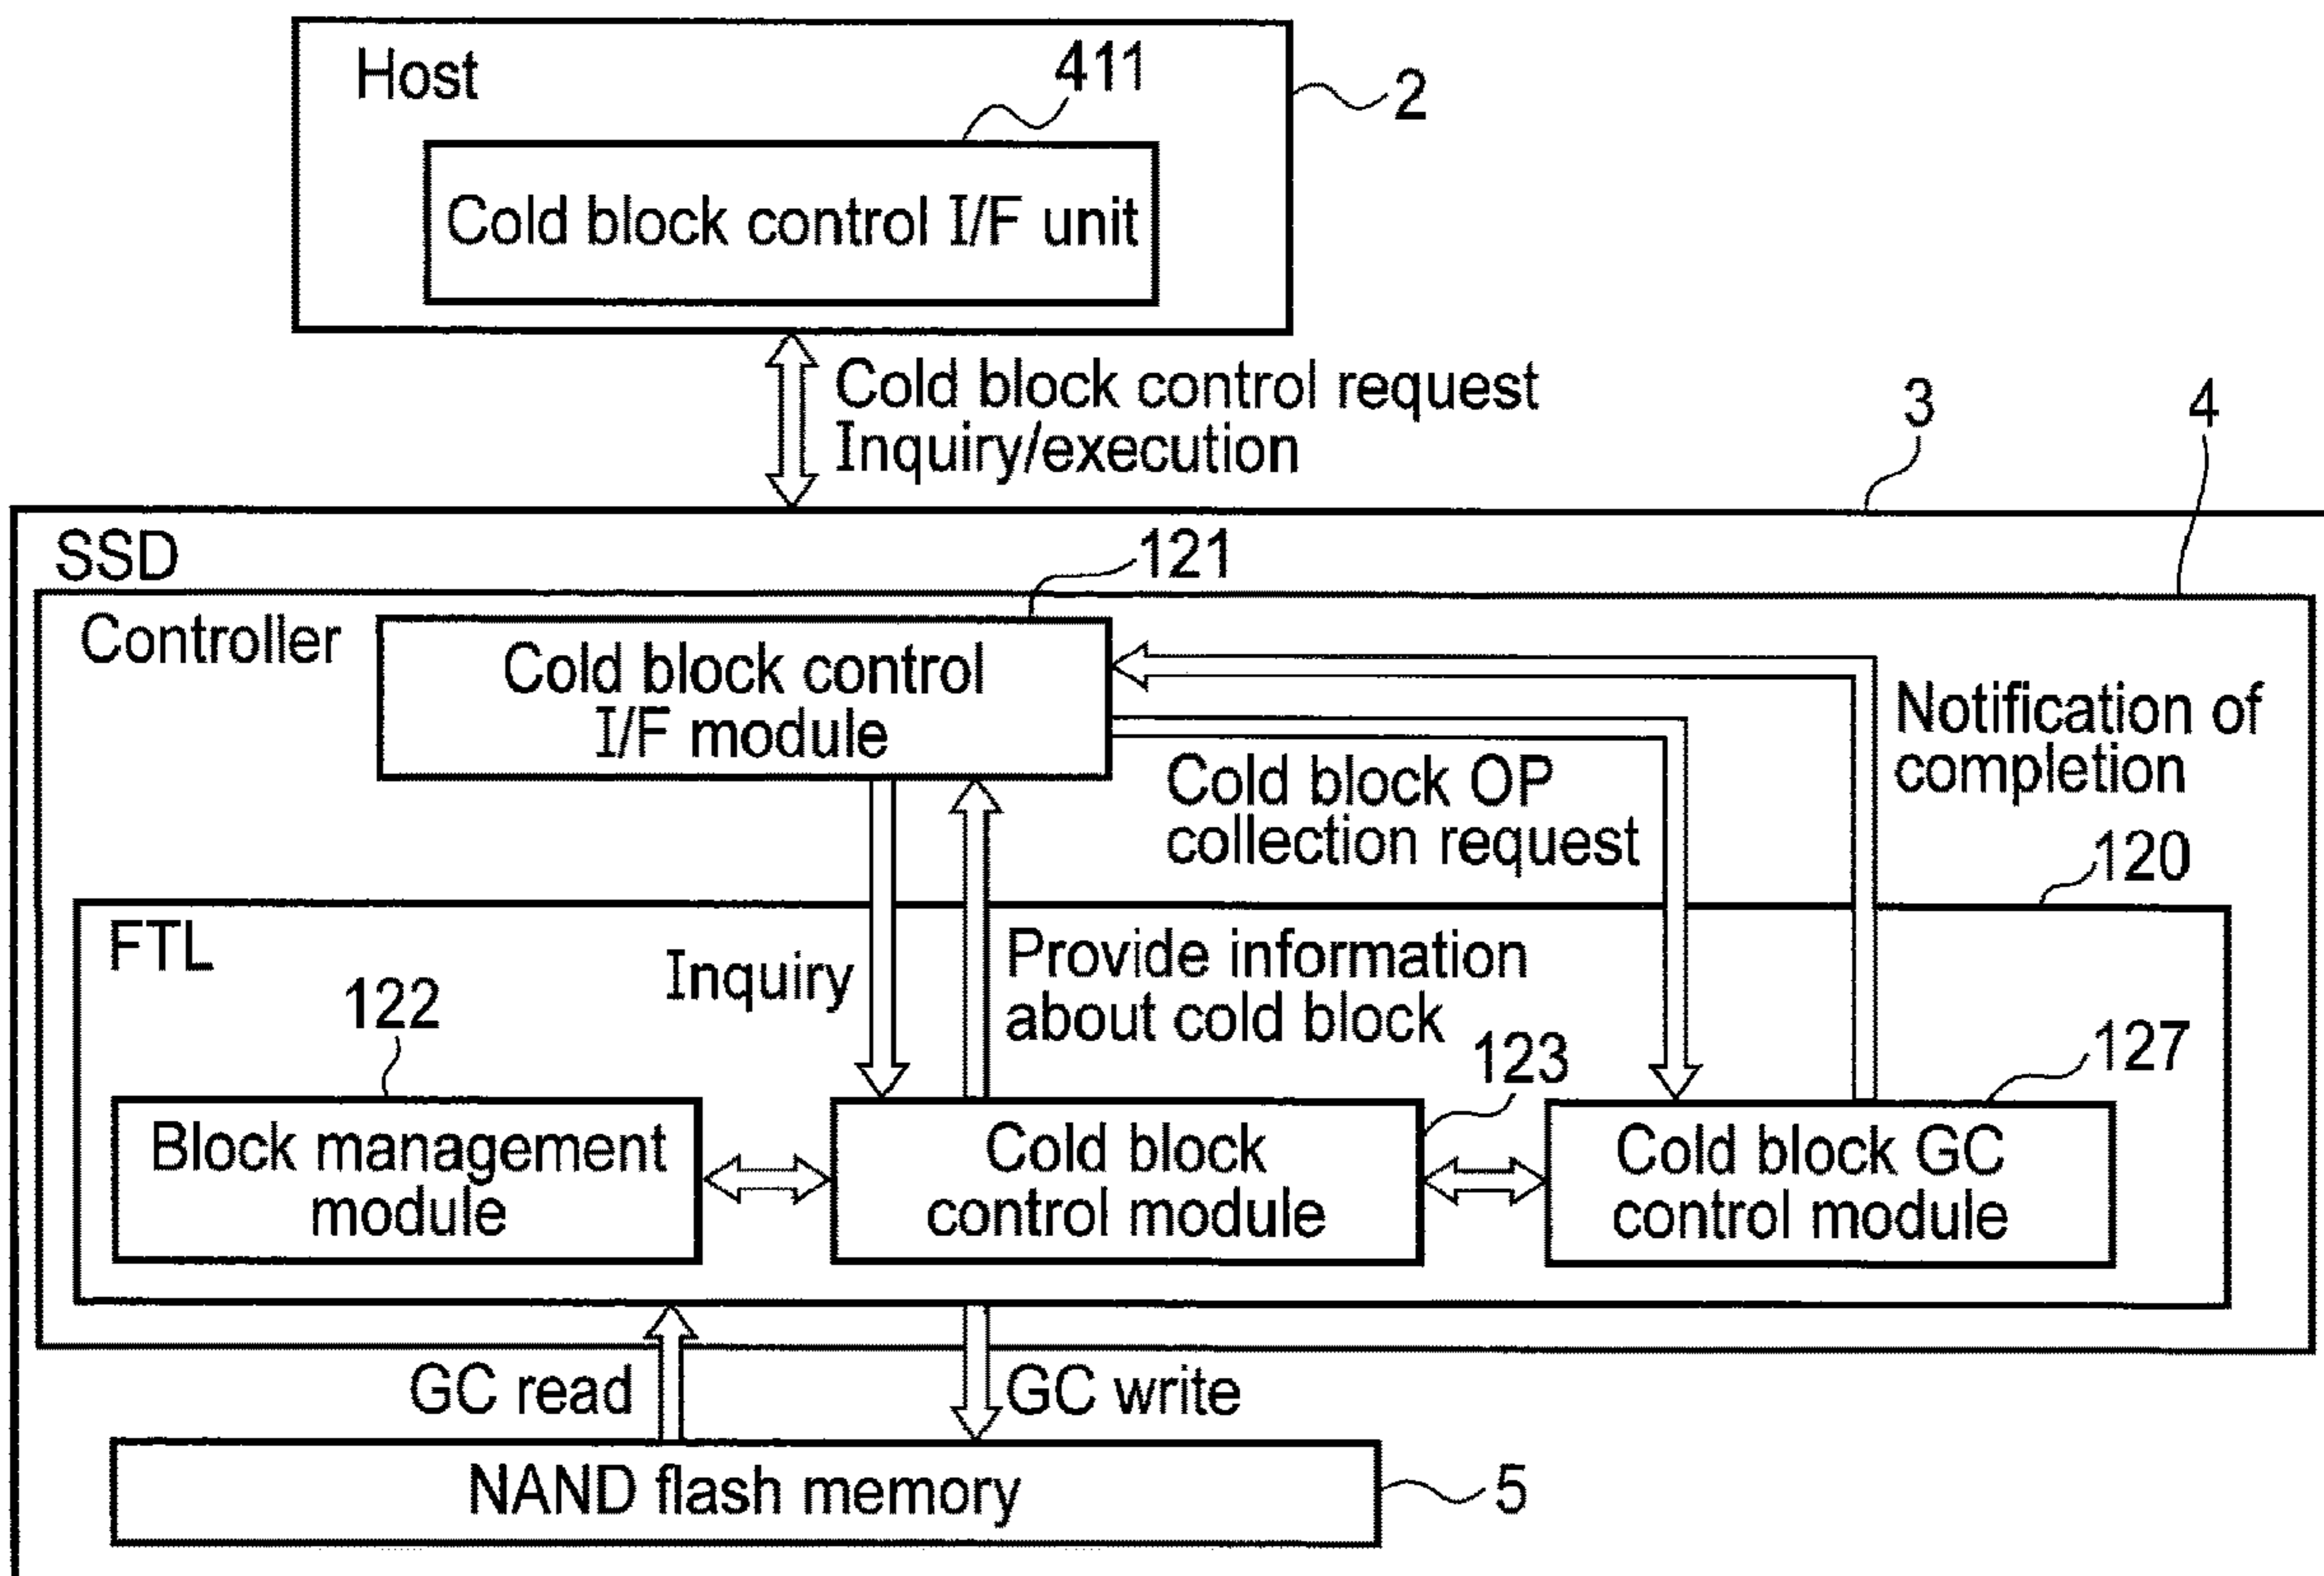 Host
411
2
Cold block control I/F unit
Cold block control request
Inquiry/execution
3
4
SSD
121
Controller
Cold block control
I/F module
Notification of
completion
Cold block OP
collection request
120
FTL
Inquiry
Provide information
about cold block
122
123
127
Block management
module
Cold block
control module
Cold block GC
control module
GC read
GC write
NAND flash memory
5